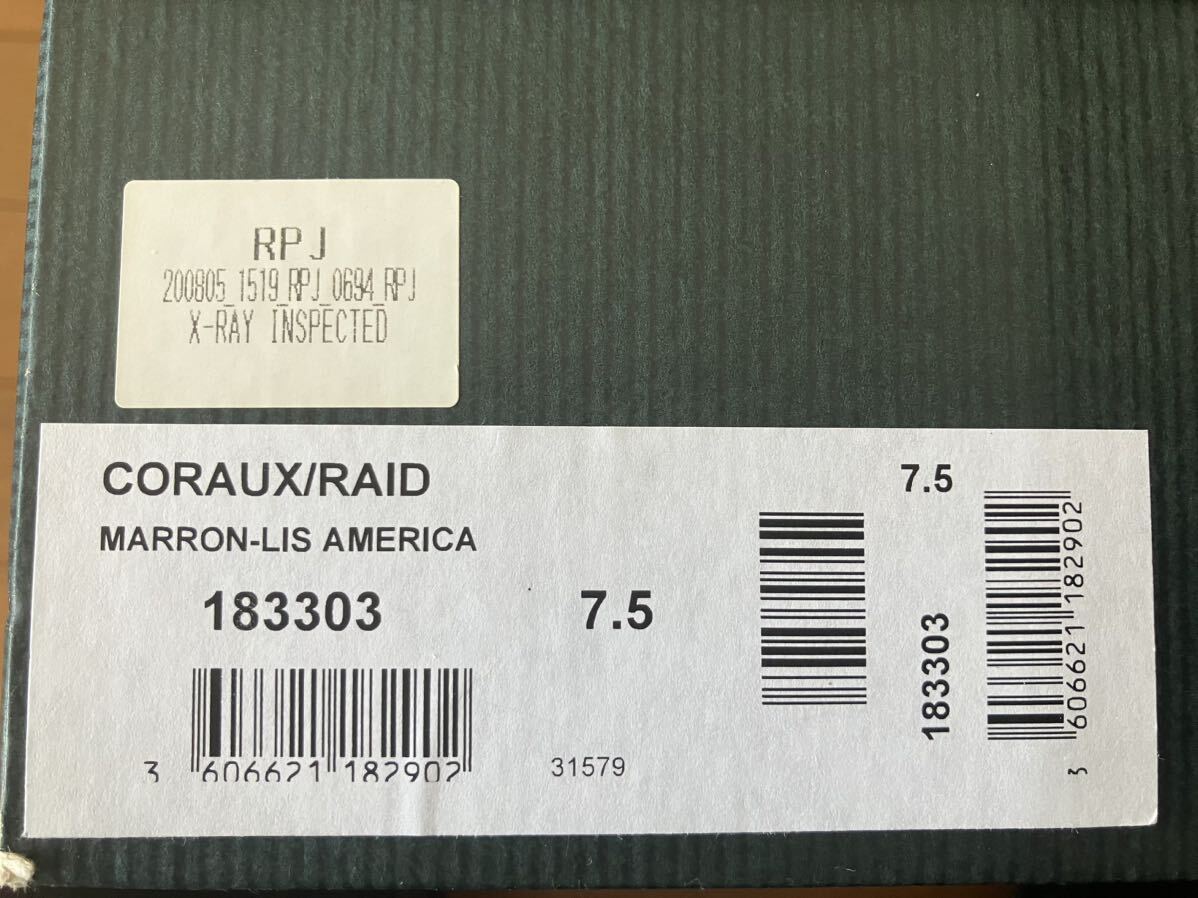 RPJ
200805_1519_RPJ_0694_RPJ
X-RAY INSPECTED
CORAUX/RAID
MARRON-LIS AMERICA
183303
7.5
3 606621 182902
31579
7.5
183303
3 606621 182902